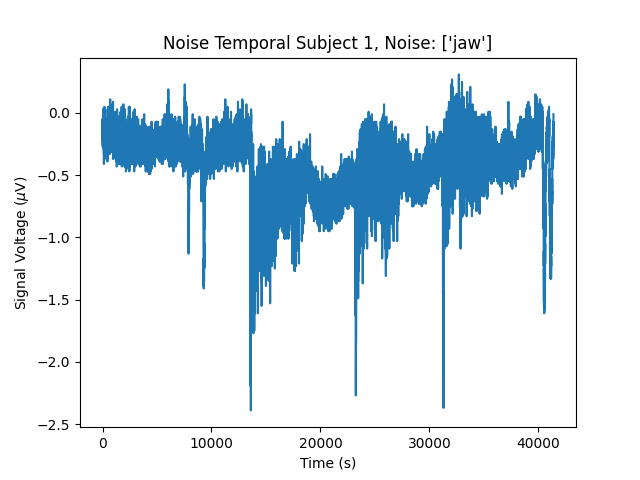 Noise Temporal Subject 1, Noise: ['jaw']
Signal Voltage (μV)
0.0
−0.5
−1.0
−1.5
−2.0
−2.5
0 10000 20000 30000 40000
Time (s)